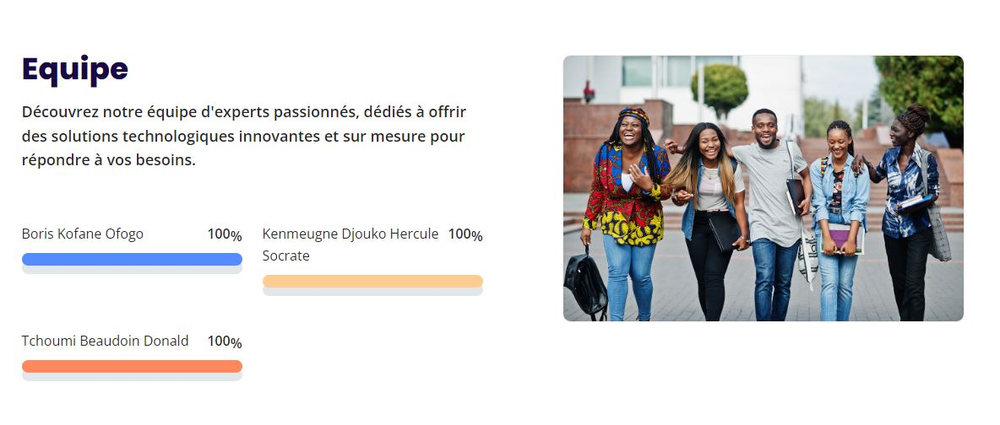 Equipe
Découvrez notre équipe d'experts passionnés, dédiés à offrir
des solutions technologiques innovantes et sur mesure pour
répondre à vos besoins.
Boris Kofane Ofogo 100%
Kenmeugne Djouko Hercule 100%
Socrate
Tchoumi Beaudoin Donald 100%